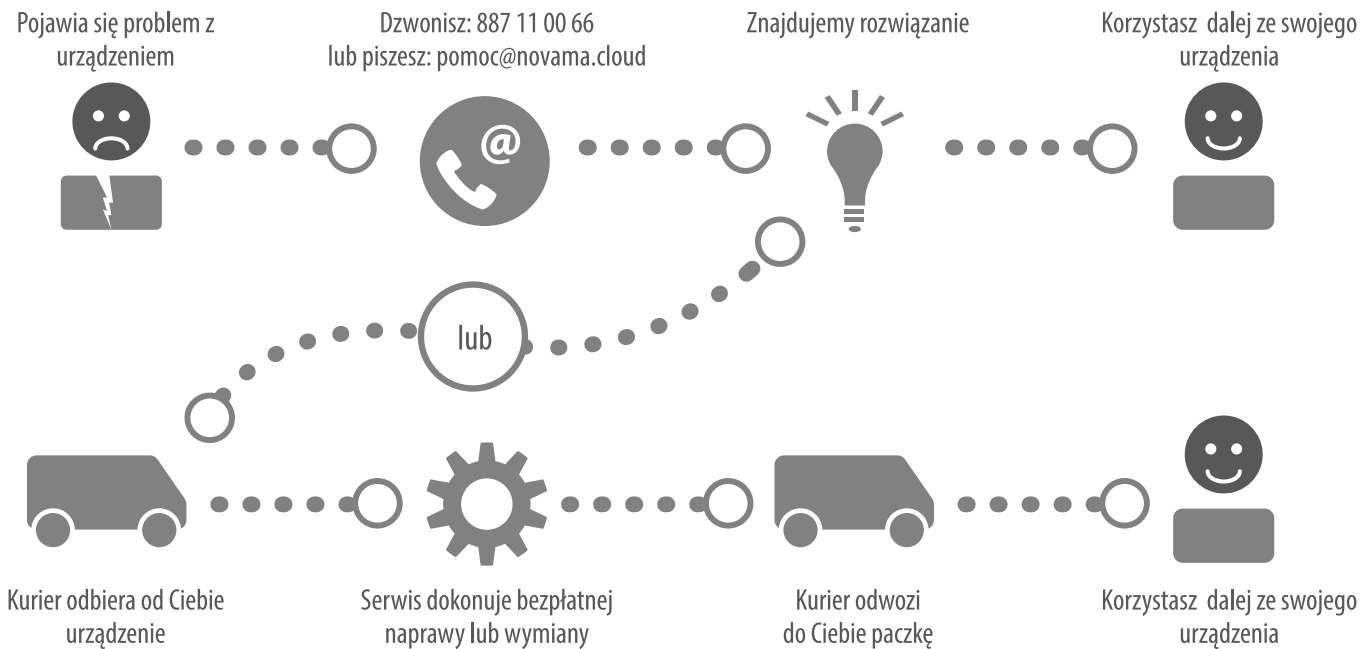 Pojawia się problem z
urządzeniem
Dzwonisz: 887 11 00 66
lub piszesz: pomoc@novama.cloud
Znajdujemy rozwiązanie
Korzystasz dalej ze swojego
urządzenia
@
lub
Kurier odbiera od Ciebie
urządzenie
Serwis dokonuje bezpłatnej
naprawy lub wymiany
Kurier odwozi
do Ciebie paczkę
Korzystasz dalej ze swojego
urządzenia